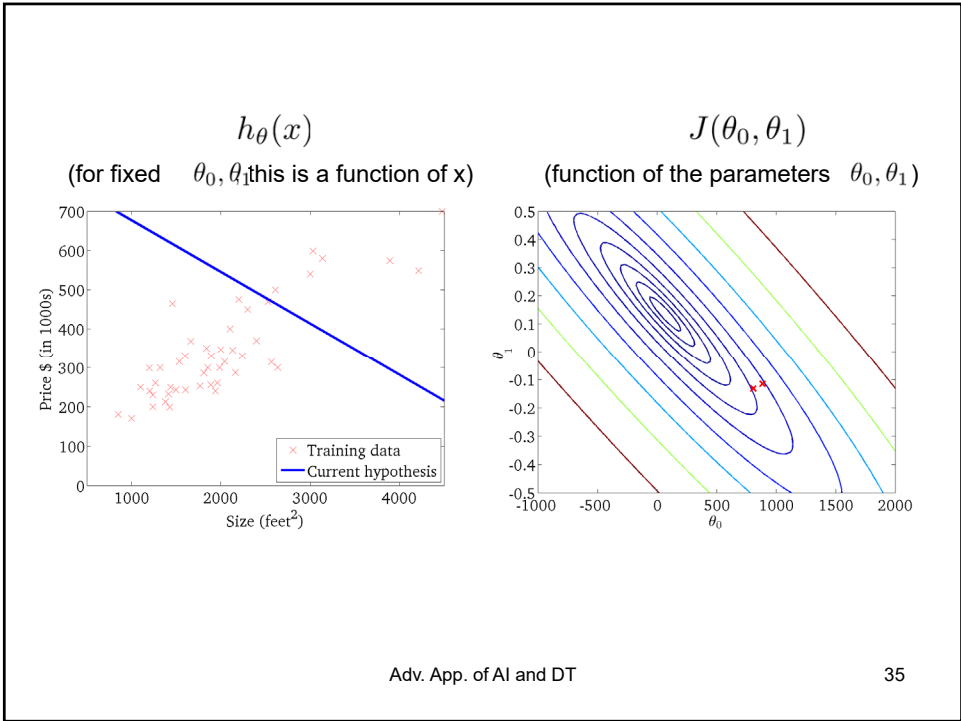 hθ(x)
(for fixed θ0, θ1 this is a function of x)
700
600
500
400
300
200
100
0
Price $ (in 1000s)
1000 2000 3000 4000
Size (feet²)
Training data
Current hypothesis
J(θ0, θ1)
(function of the parameters θ0, θ1)
0.5
0.4
0.3
0.2
0.1
0
-0.1
-0.2
-0.3
-0.4
-0.5
θ1
-1000 -500 0 500 1000 1500 2000
θ0
Adv. App. of AI and DT 35